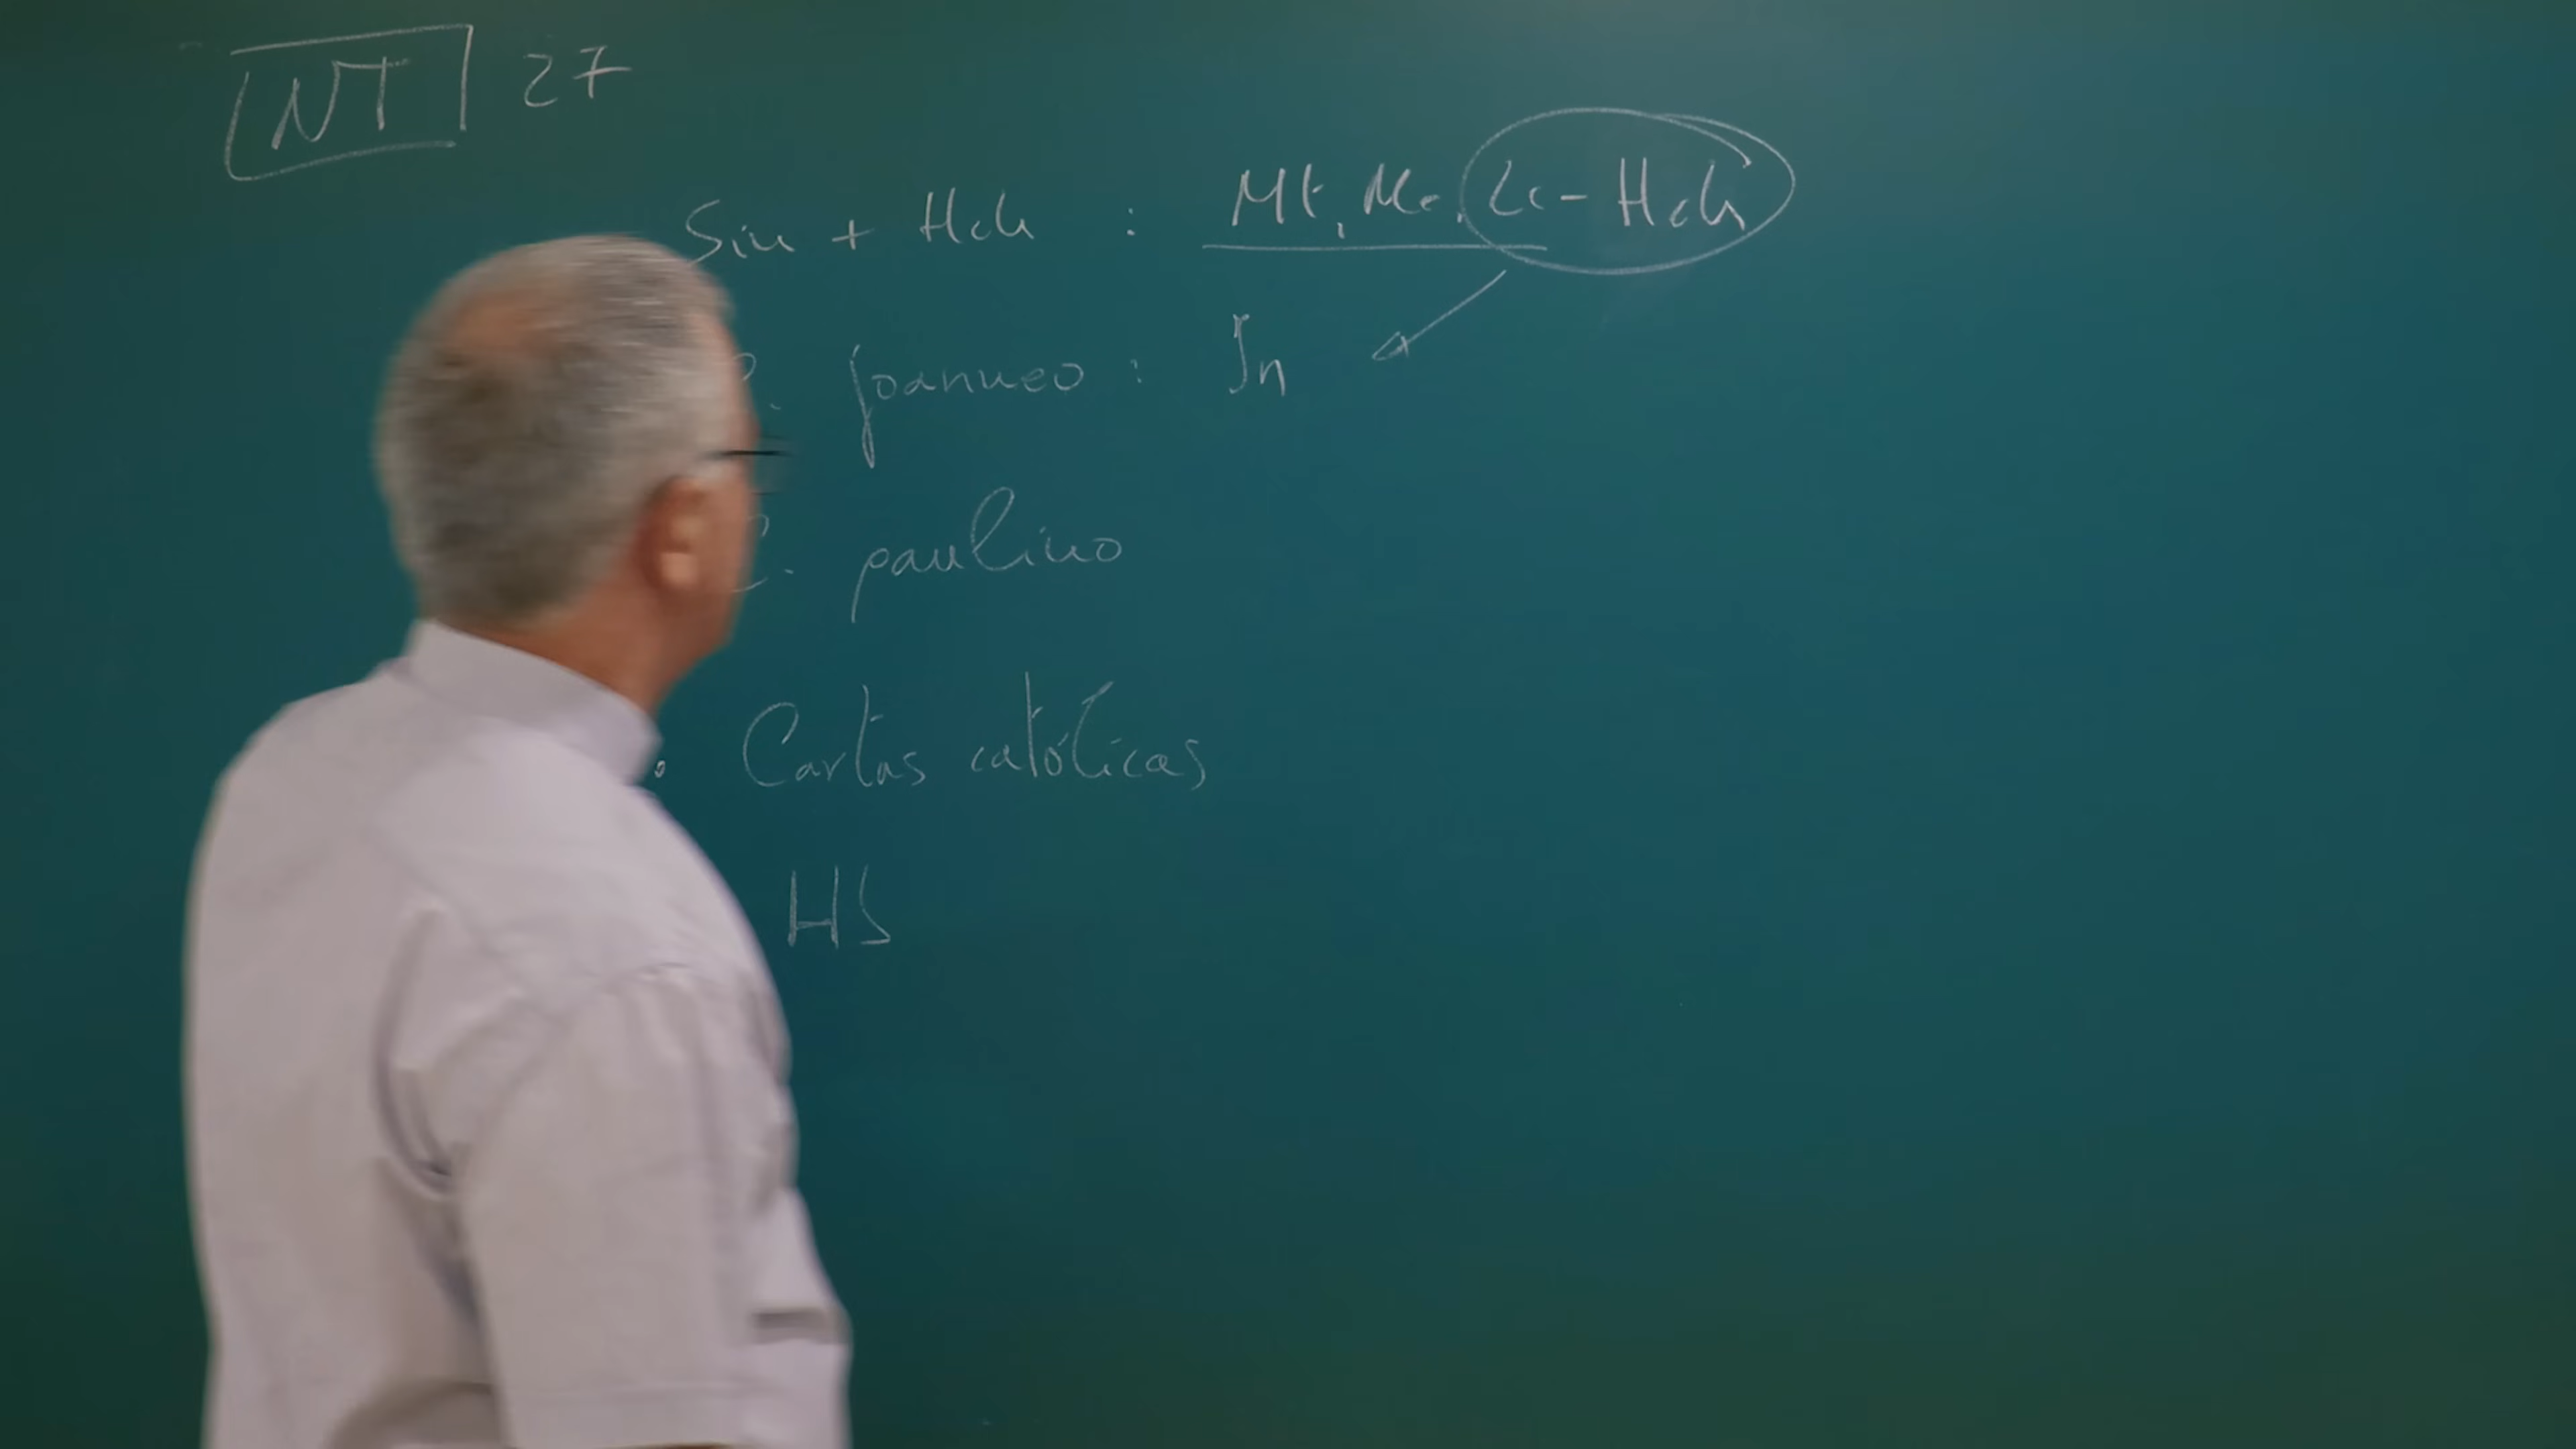 NT 27
Sin + Hch : Mt, Mc, Lc - Hch
C. joanneo : Jn
C. paulino
Cartas católicas
HS